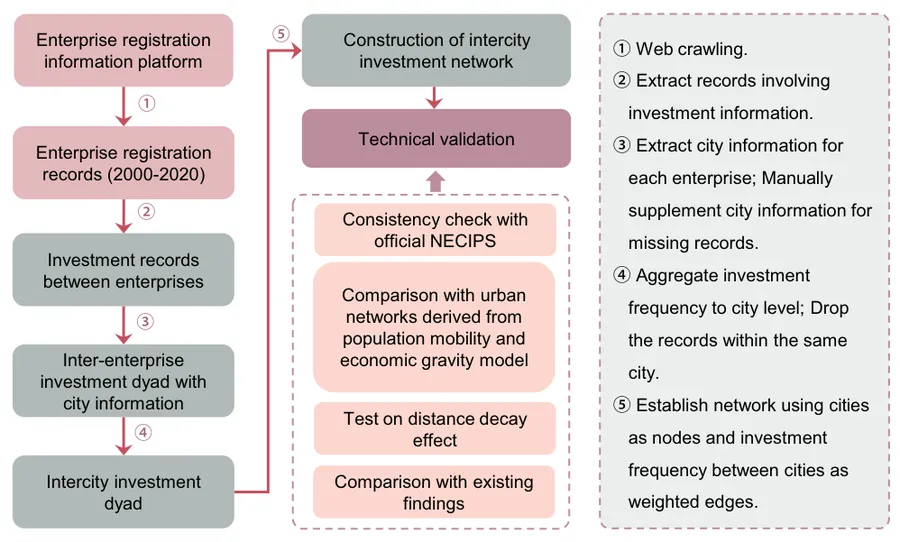 Enterprise registration
information platform
①
Enterprise registration
records (2000-2020)
②
Investment records
between enterprises
③
Inter-enterprise
investment dyad with
city information
④
Intercity investment
dyad
⑤
Construction of intercity
investment network
Technical validation
Consistency check with
official NECIPS
Comparison with urban
networks derived from
population mobility and
economic gravity model
Test on distance decay
effect
Comparison with existing
findings
① Web crawling.
② Extract records involving
investment information.
③ Extract city information for
each enterprise; Manually
supplement city information for
missing records.
④ Aggregate investment
frequency to city level; Drop
the records within the same
city.
⑤ Establish network using cities
as nodes and investment
frequency between cities as
weighted edges.